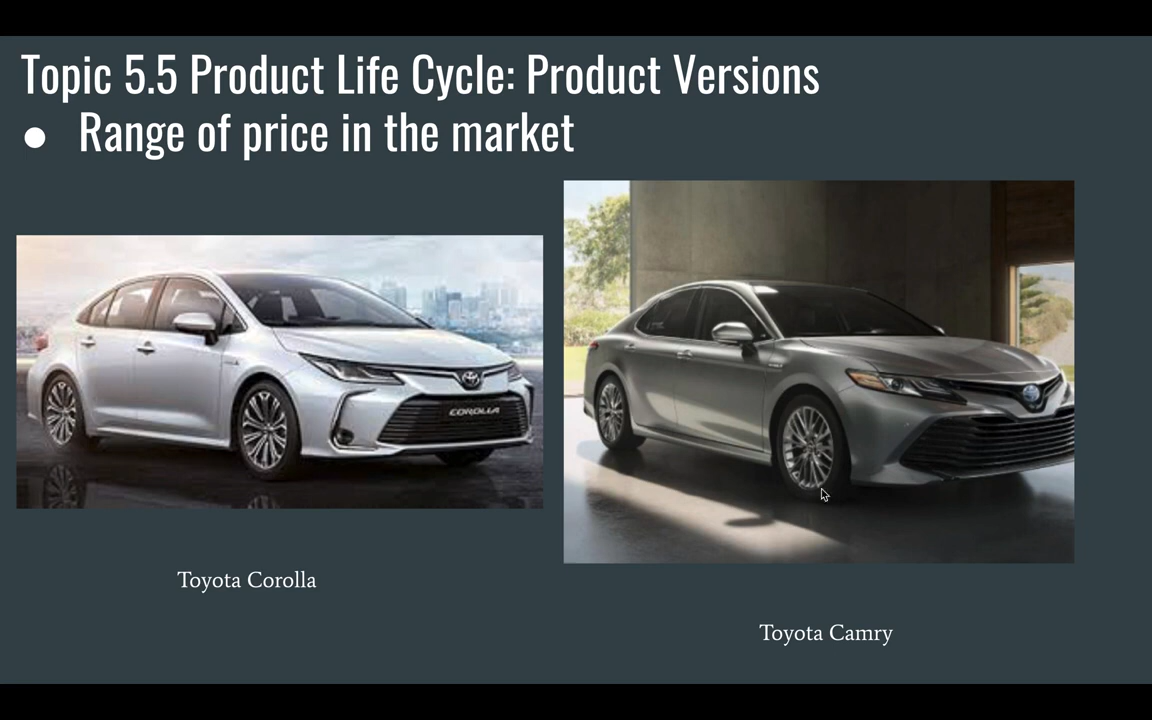 Topic 5.5 Product Life Cycle: Product Versions
● Range of price in the market
COROLLA
Toyota Corolla
Toyota Camry